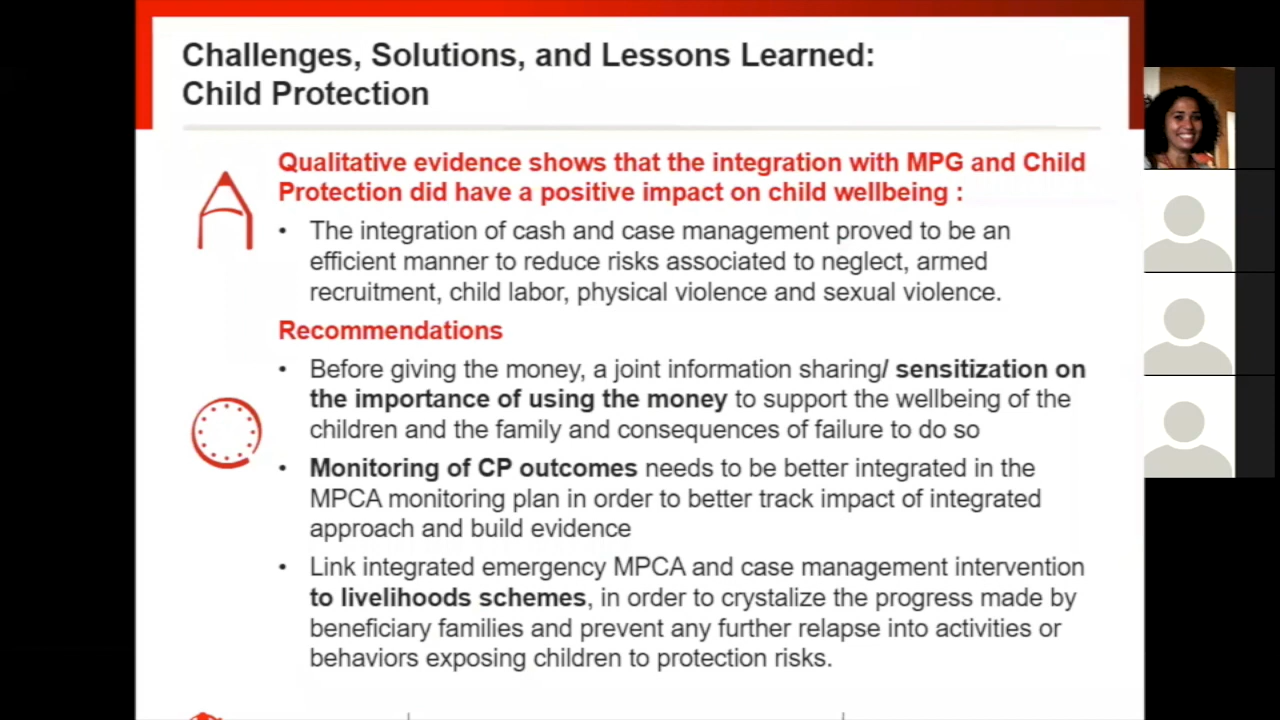 Challenges, Solutions, and Lessons Learned:
Child Protection
Qualitative evidence shows that the integration with MPG and Child
Protection did have a positive impact on child wellbeing :
• The integration of cash and case management proved to be an
efficient manner to reduce risks associated to neglect, armed
recruitment, child labor, physical violence and sexual violence.
Recommendations
• Before giving the money, a joint information sharing/ sensitization on
the importance of using the money to support the wellbeing of the
children and the family and consequences of failure to do so
• Monitoring of CP outcomes needs to be better integrated in the
MPCA monitoring plan in order to better track impact of integrated
approach and build evidence
• Link integrated emergency MPCA and case management intervention
to livelihoods schemes, in order to crystalize the progress made by
beneficiary families and prevent any further relapse into activities or
behaviors exposing children to protection risks.